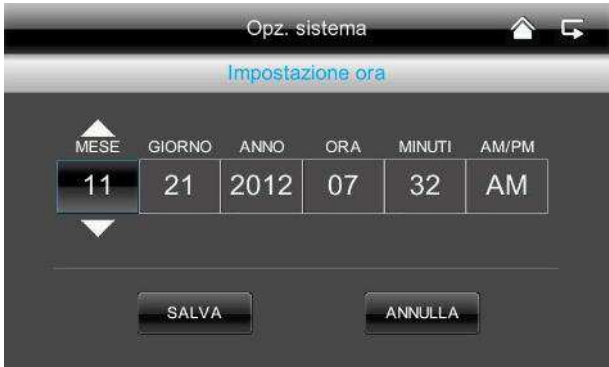 Opz. sistema
Impostazione ora
MESE GIORNO ANNO ORA MINUTI AM/PM
11 21 2012 07 32 AM
SALVA ANNULLA